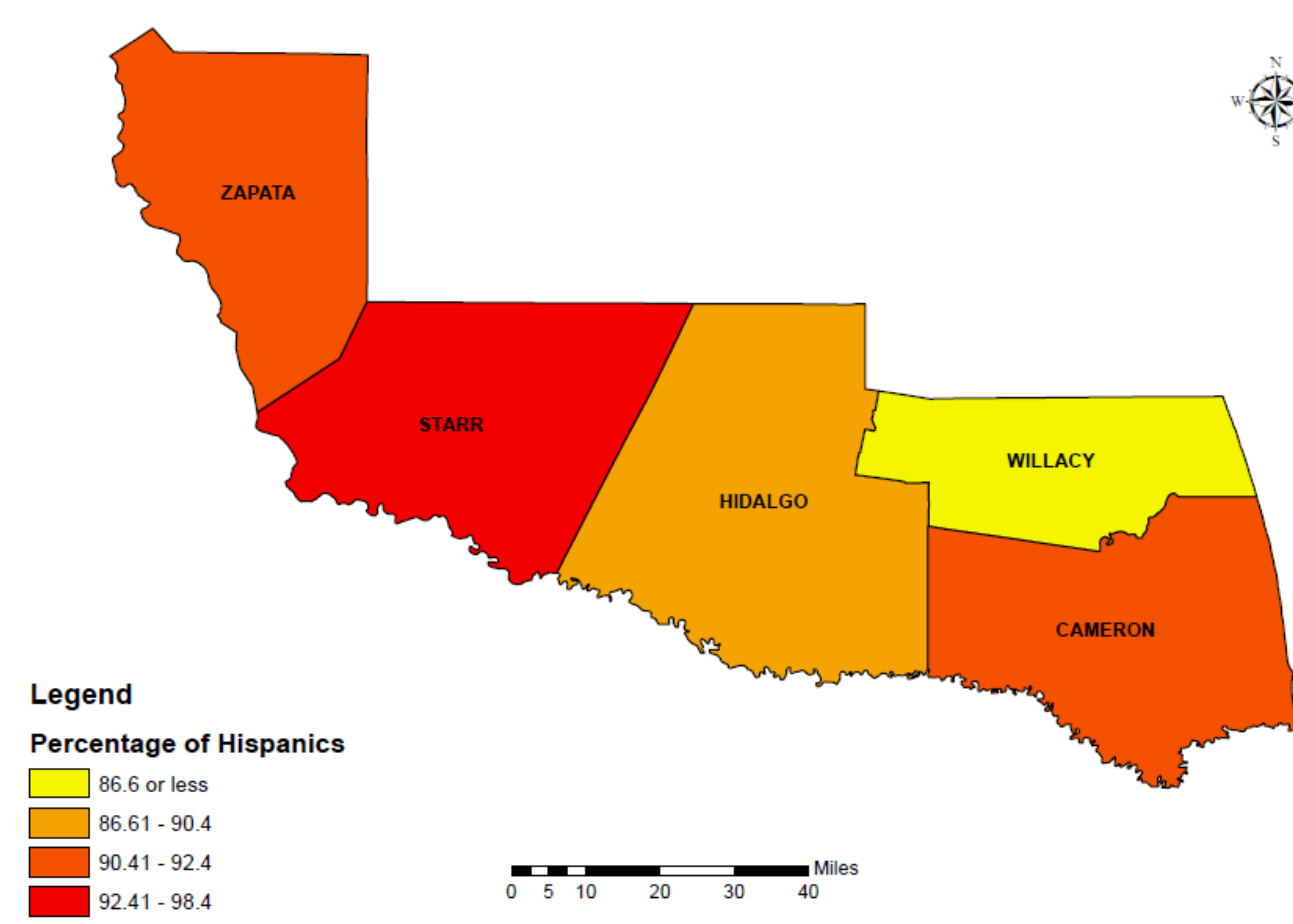 N
W
S
ZAPATA
STARR
WILLACY
HIDALGO
CAMERON
Legend
Percentage of Hispanics
86.6 or less
86.61 - 90.4
90.41 - 92.4
92.41 - 98.4
Miles
0 5 10 20 30 40